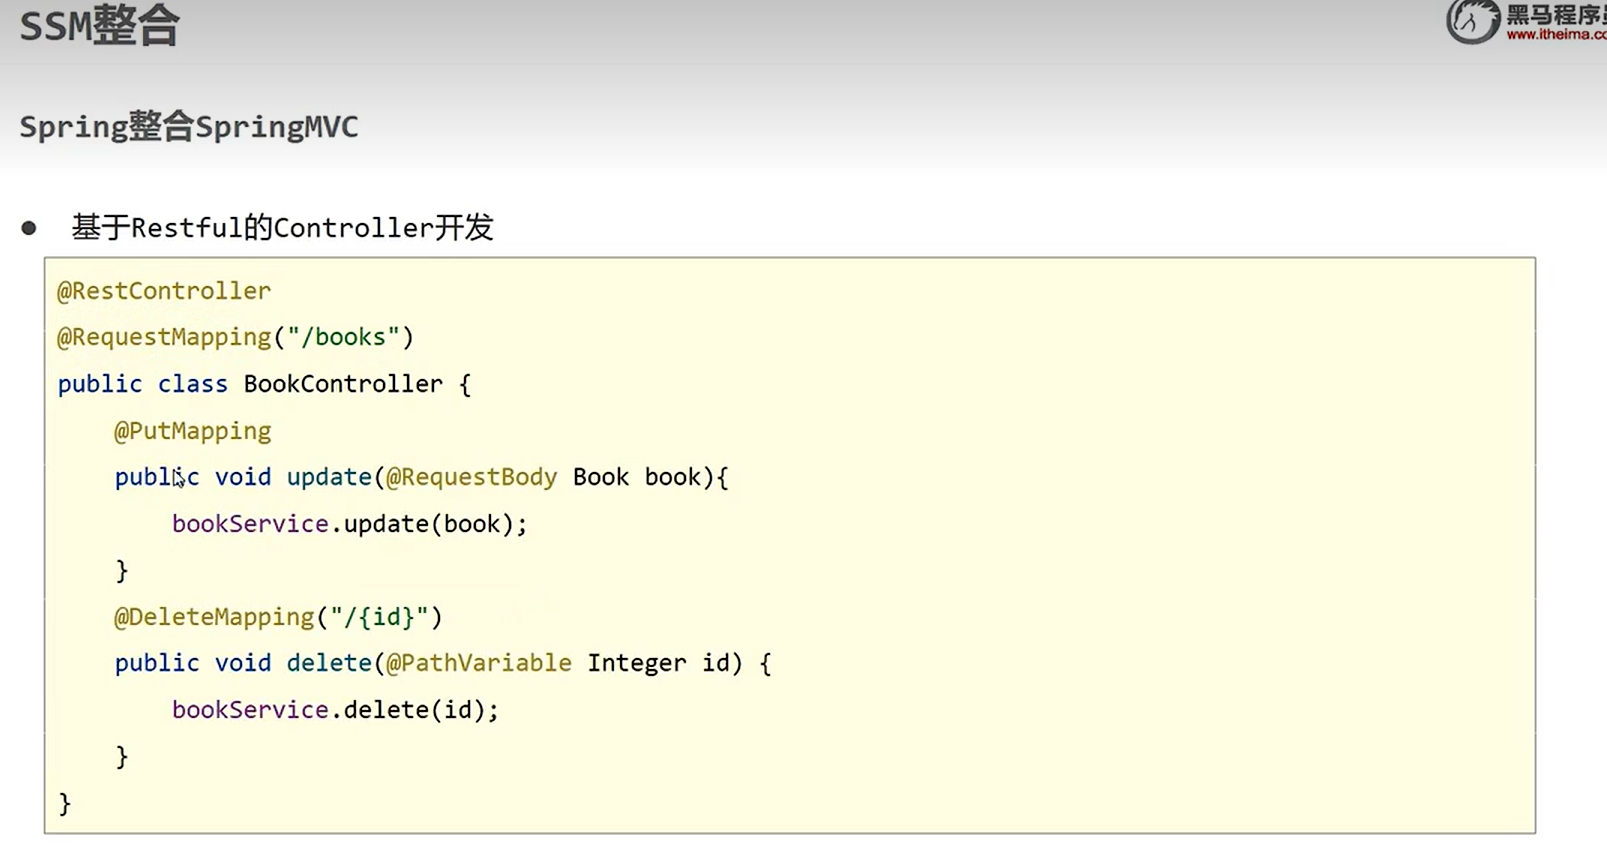 SSM整合
黑马程序员
www.itheima.co
Spring整合SpringMVC
● 基于Restful的Controller开发
@RestController
@RequestMapping("/books")
public class BookController {
    @PutMapping
    public void update(@RequestBody Book book){
        bookService.update(book);
    }
    @DeleteMapping("/{id}")
    public void delete(@PathVariable Integer id) {
        bookService.delete(id);
    }
}